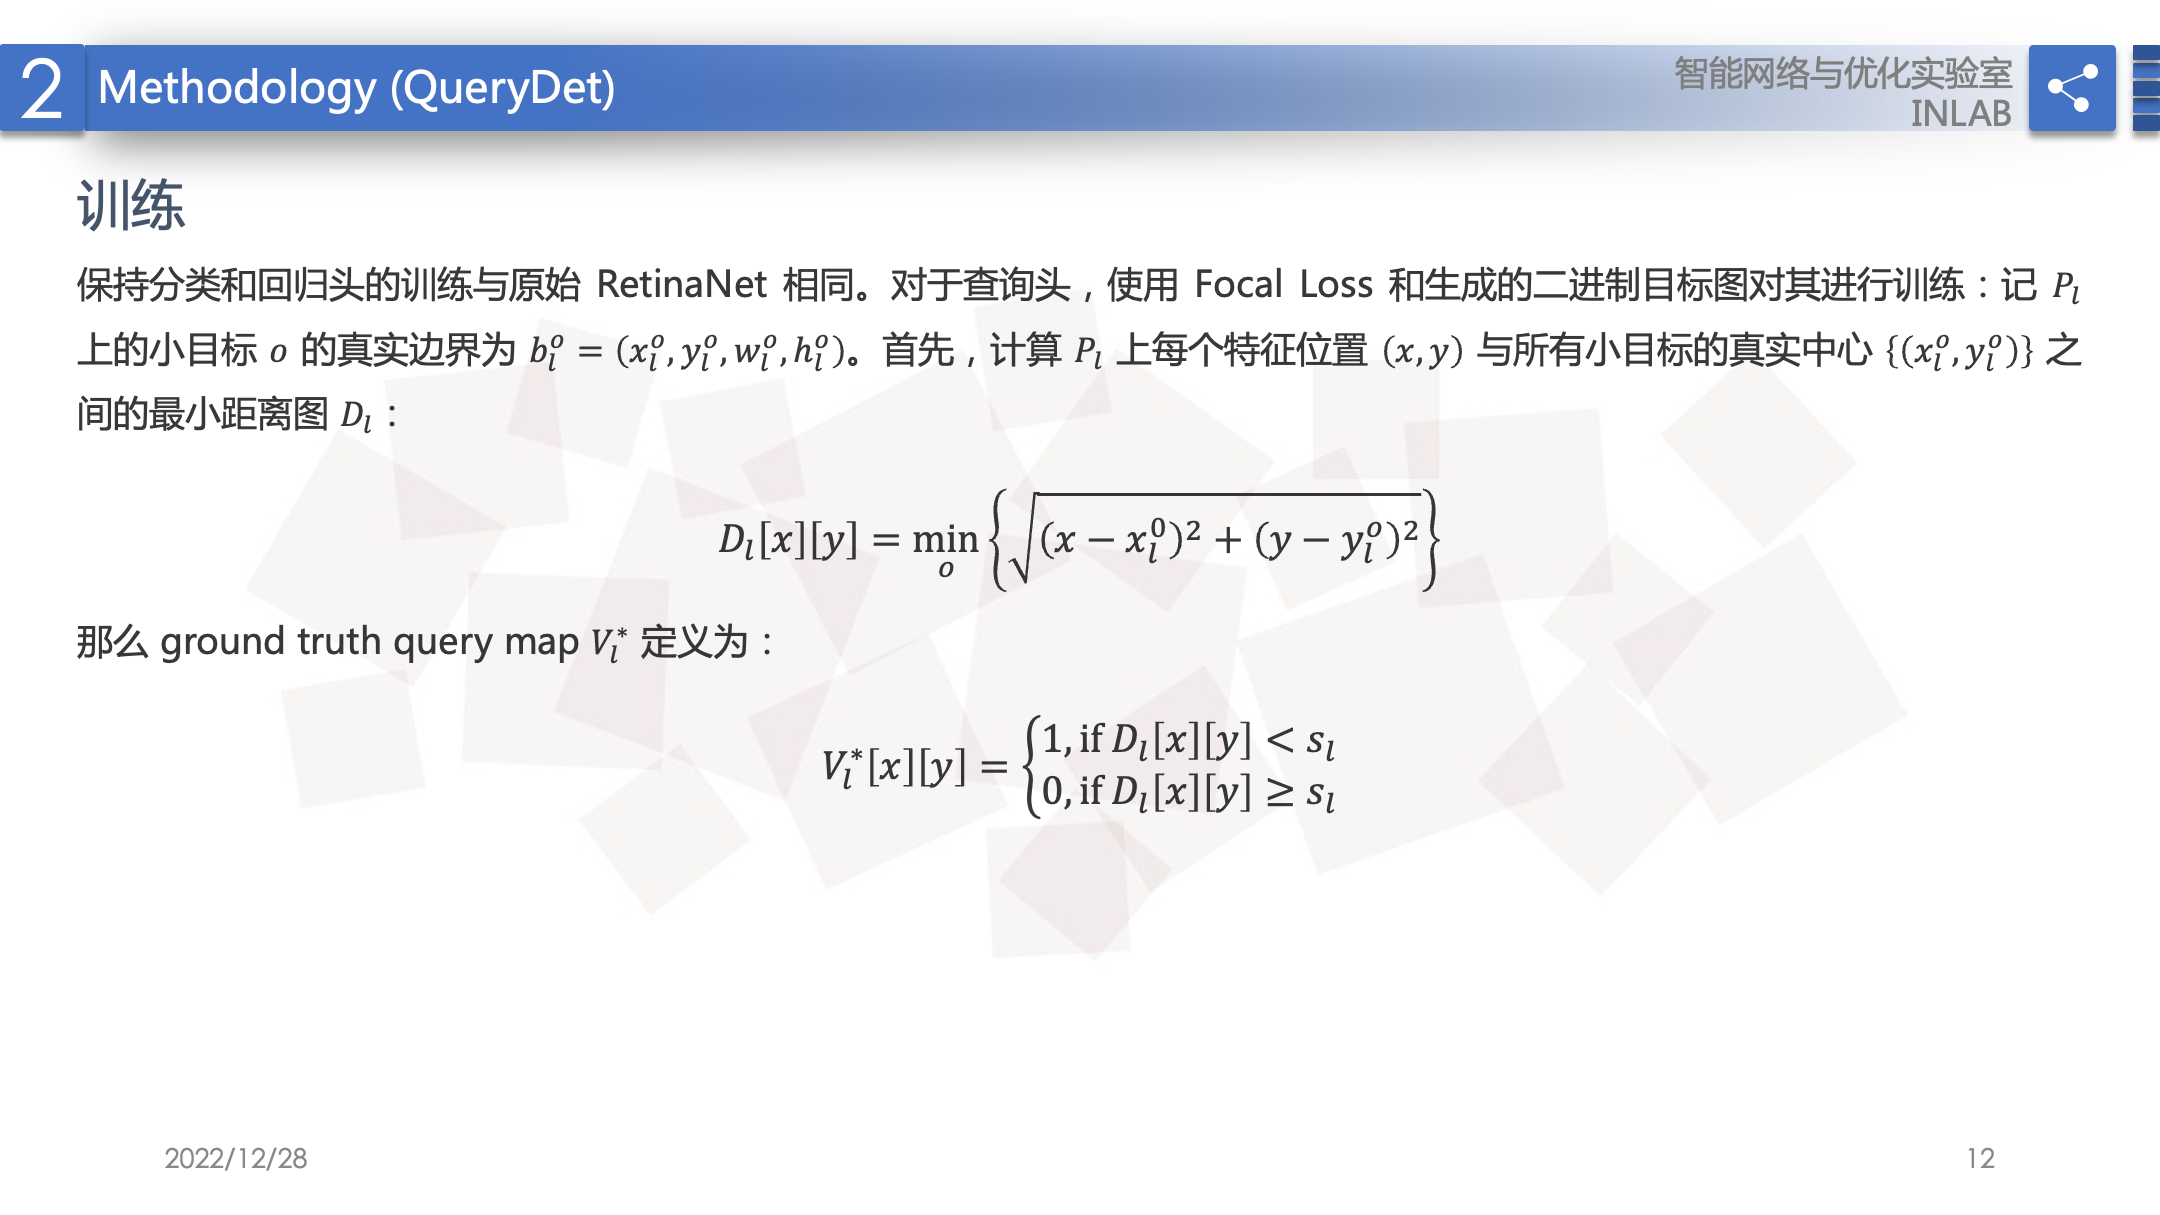 2 Methodology (QueryDet)
智能网络与优化实验室
INLAB
训练
保持分类和回归头的训练与原始 RetinaNet 相同。对于查询头，使用 Focal Loss 和生成的二进制目标图对其进行训练：记 $P_l$
上的小目标 $o$ 的真实边界为 $b_l^o = (x_l^o, y_l^o, w_l^o, h_l^o)$。首先，计算 $P_l$ 上每个特征位置 $(x, y)$ 与所有小目标的真实中心 $\{(x_l^o, y_l^o)\}$ 之
间的最小距离图 $D_l$：
$D_l[x][y] = \min_o \left\{ \sqrt{(x - x_l^0)^2 + (y - y_l^o)^2} \right\}$
那么 ground truth query map $V_l^*$ 定义为：
$V_l^*[x][y] = \begin{cases} 1, \text{if } D_l[x][y] < s_l \\ 0, \text{if } D_l[x][y] \geq s_l \end{cases}$
2022/12/28
12